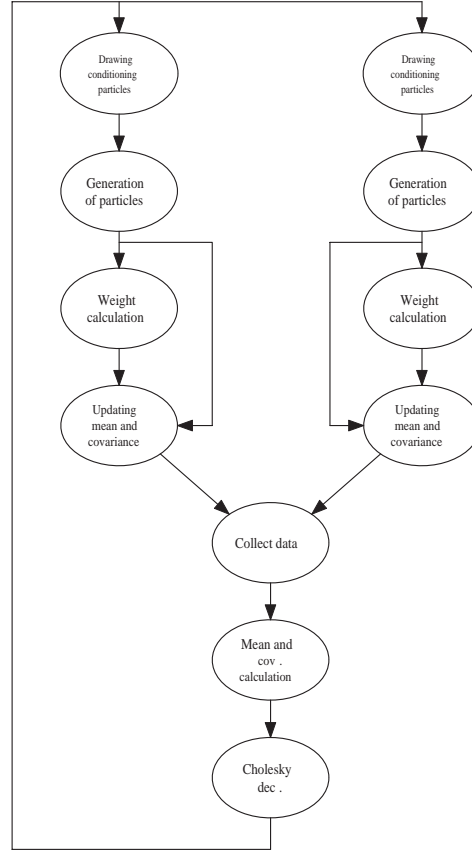 Drawing
conditioning
particles
Drawing
conditioning
particles
Generation
of particles
Generation
of particles
Weight
calculation
Weight
calculation
Updating
mean and
covariance
Updating
mean and
covariance
Collect data
Mean and
cov .
calculation
Cholesky
dec .